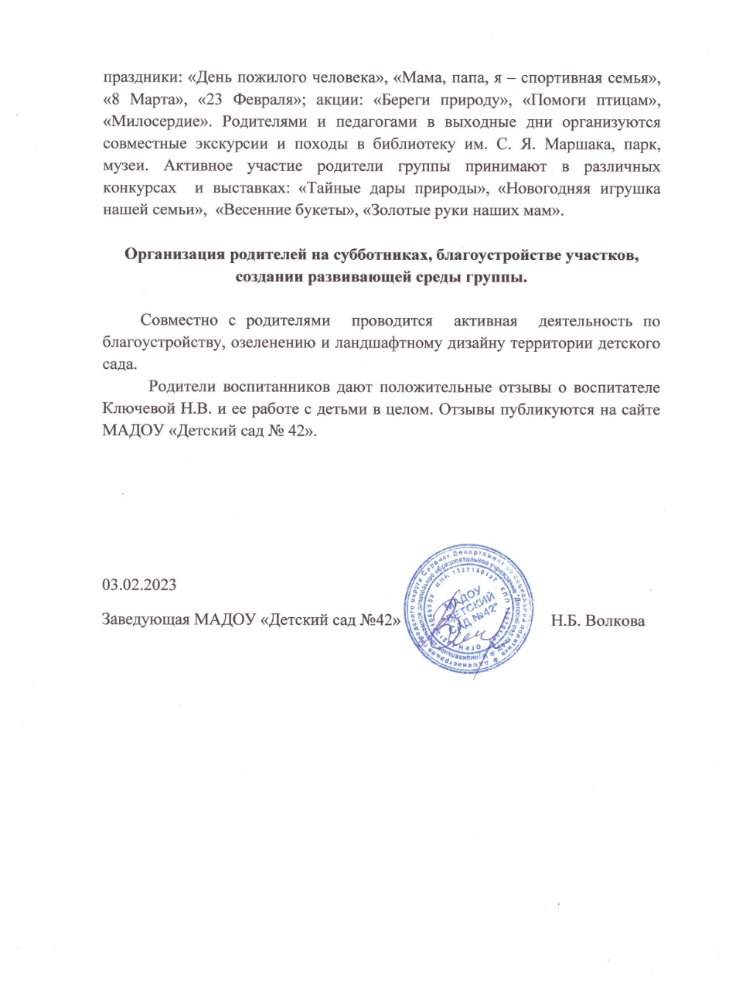 праздники: «День пожилого человека», «Мама, папа, я – спортивная семья»,
«8 Марта», «23 Февраля»; акции: «Береги природу», «Помоги птицам»,
«Милосердие». Родителями и педагогами в выходные дни организуются
совместные экскурсии и походы в библиотеку им. С. Я. Маршака, парк,
музеи. Активное участие родители группы принимают в различных
конкурсах и выставках: «Тайные дары природы», «Новогодняя игрушка
нашей семьи», «Весенние букеты», «Золотые руки наших мам».
Организация родителей на субботниках, благоустройстве участков,
создании развивающей среды группы.
Совместно с родителями проводится активная деятельность по
благоустройству, озеленению и ландшафтному дизайну территории детского
сада.
Родители воспитанников дают положительные отзывы о воспитателе
Ключевой Н.В. и ее работе с детьми в целом. Отзывы публикуются на сайте
МАДОУ «Детский сад № 42».
03.02.2023
Заведующая МАДОУ «Детский сад №42»
Н.Б. Волкова
МАДОУ
"ДЕТСКИЙ
САД №42"